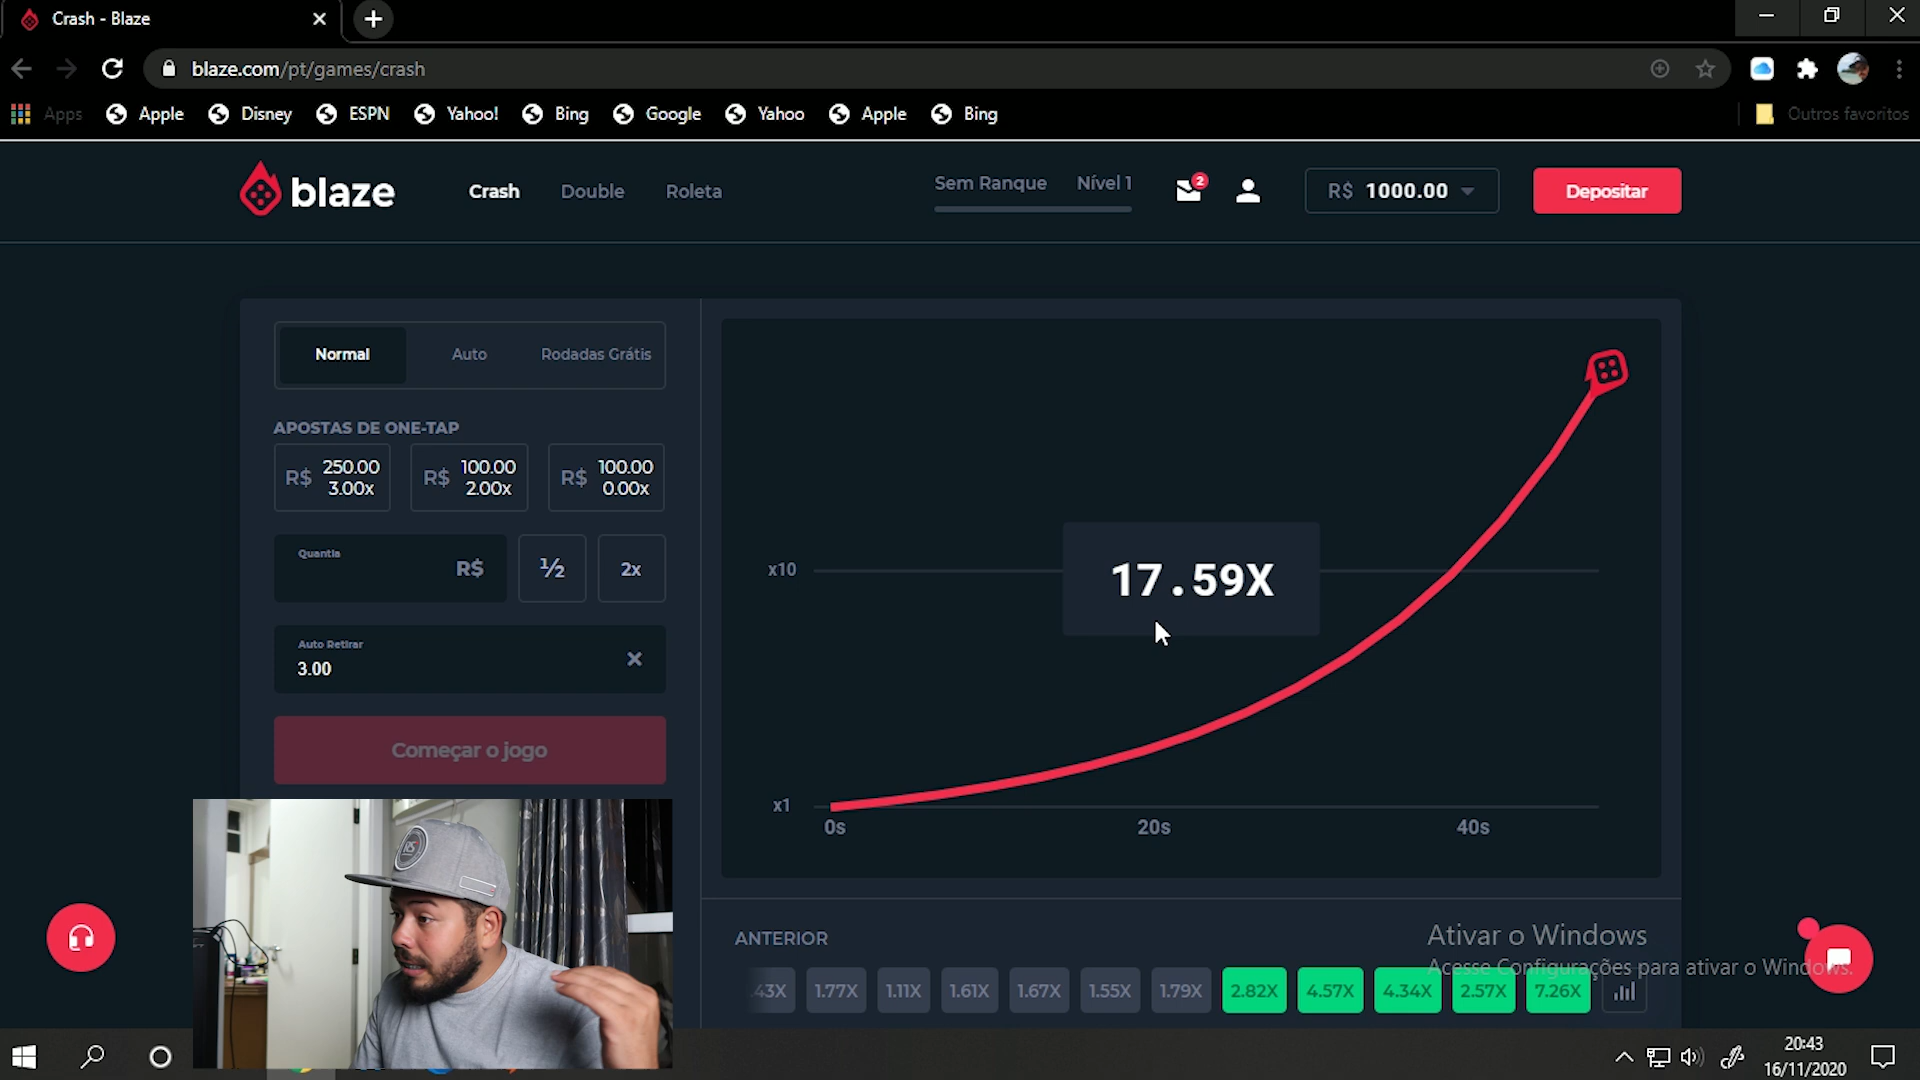 Crash - Blaze
blaze.com/pt/games/crash
Apps Apple Disney ESPN Yahoo! Bing Google Yahoo Apple Bing Outros favoritos
blaze Crash Double Roleta Sem Ranque Nível 1 2 R$ 1000.00 Depositar
Normal Auto Rodadas Grátis
APOSTAS DE ONE-TAP
R$ 250.00 3.00x R$ 100.00 2.00x R$ 100.00 0.00x
Quantia R$ ½ 2x
Auto Retirar
3.00
Começar o jogo
x10
17.59X
x1
0s 20s 40s
ANTERIOR
.43X 1.77X 1.11X 1.61X 1.67X 1.55X 1.79X 2.82X 4.57X 4.34X 2.57X 7.26X
Ativar o Windows
Acesse Configurações para ativar o Windows.
RS
20:43
16/11/2020